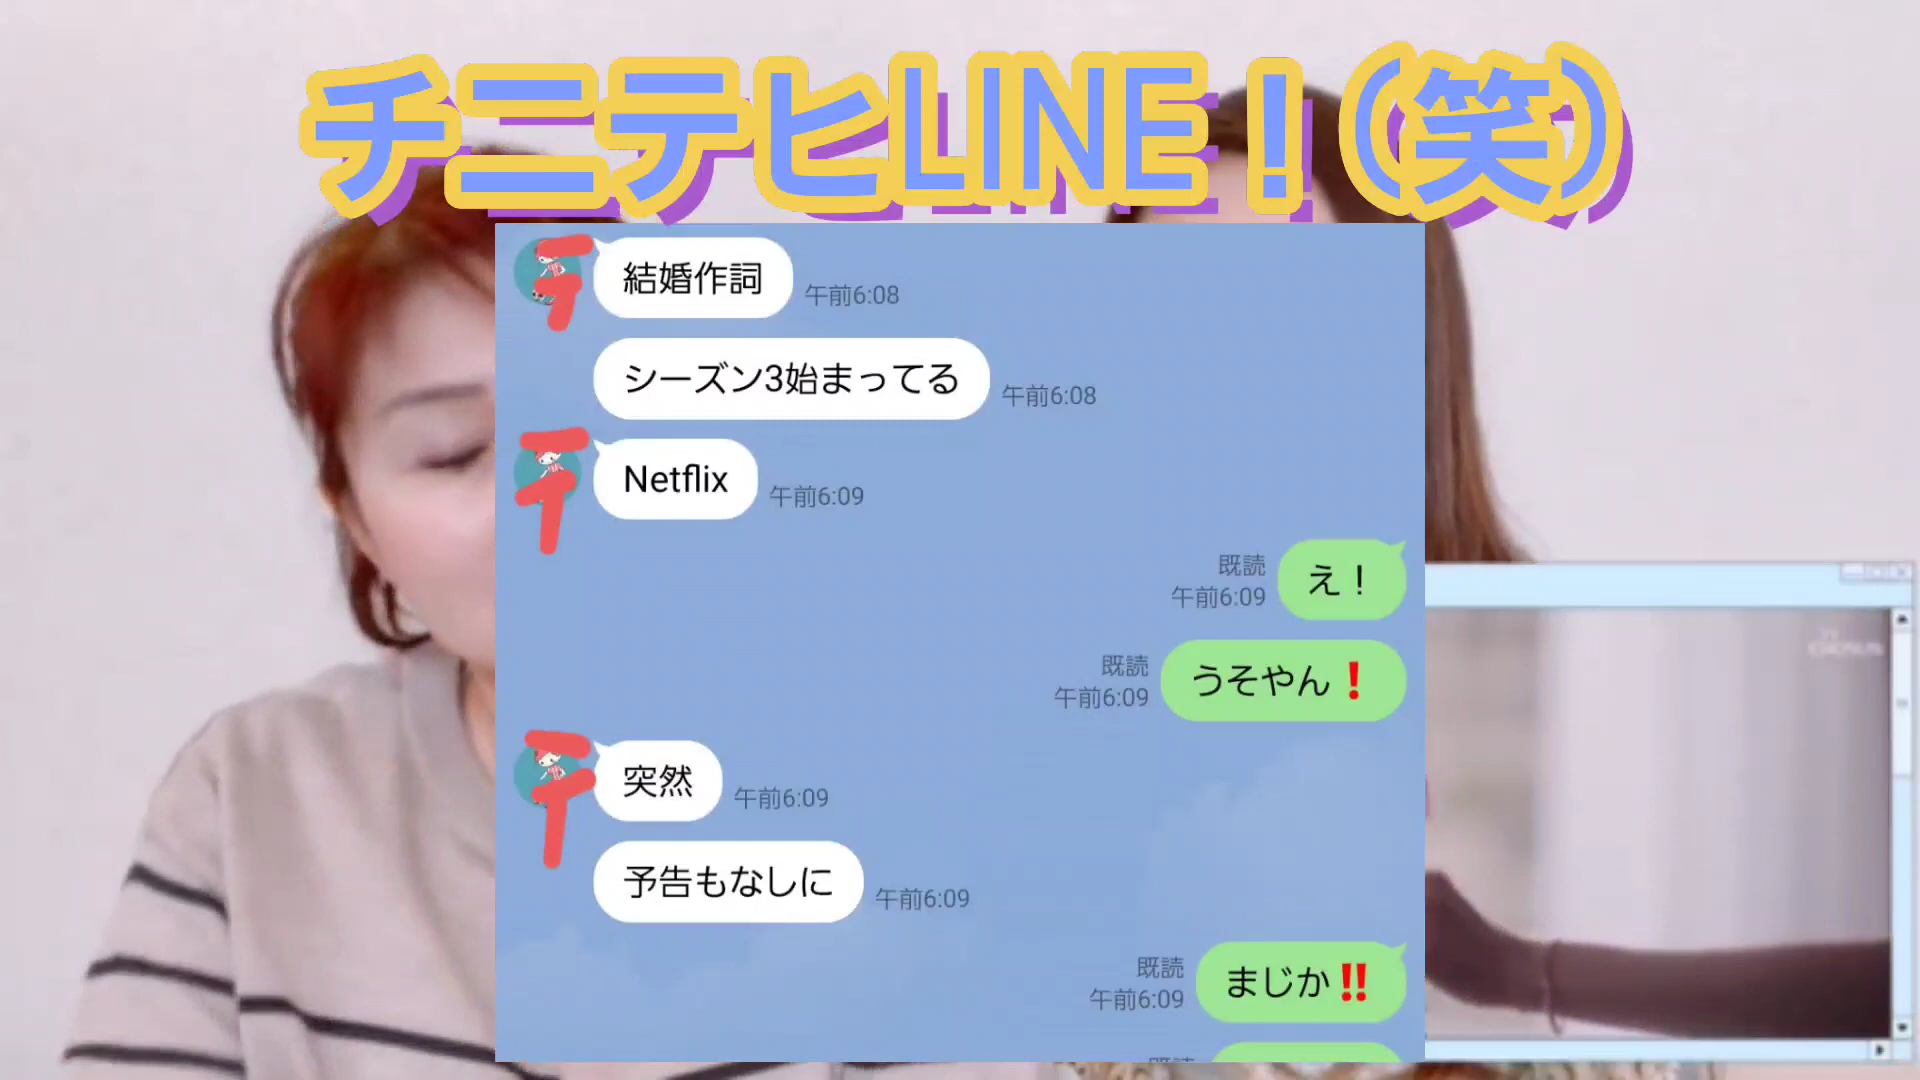 チニテヒLINE！(笑)
結婚作詞
午前6:08
シーズン3始まってる
午前6:08
Netflix
午前6:09
既読
午前6:09
え！
既読
午前6:09
うそやん❗
突然
午前6:09
予告もなしに
午前6:09
既読
午前6:09
まじか‼